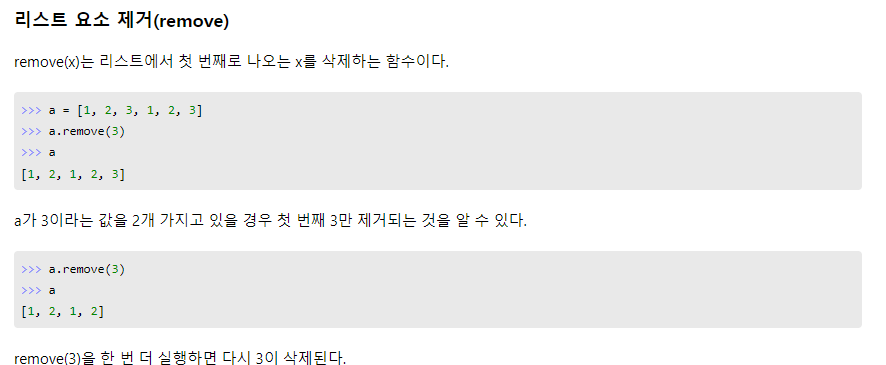 리스트 요소 제거(remove)
remove(x)는 리스트에서 첫 번째로 나오는 x를 삭제하는 함수이다.
>>> a = [1, 2, 3, 1, 2, 3]
>>> a.remove(3)
>>> a
[1, 2, 1, 2, 3]
a가 3이라는 값을 2개 가지고 있을 경우 첫 번째 3만 제거되는 것을 알 수 있다.
>>> a.remove(3)
>>> a
[1, 2, 1, 2]
remove(3)을 한 번 더 실행하면 다시 3이 삭제된다.